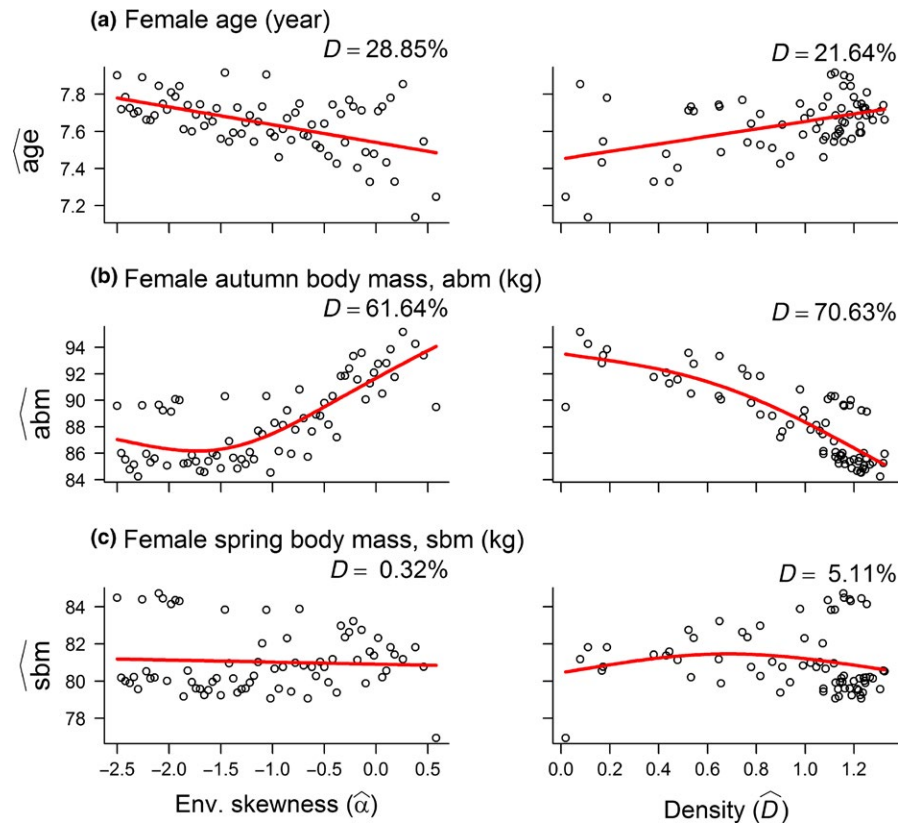 (a) Female age (year)
D = 28.85%
D = 21.64%
age
7.8
7.6
7.4
7.2
(b) Female autumn body mass, abm (kg)
D = 61.64%
D = 70.63%
abm
94
92
90
88
86
84
(c) Female spring body mass, sbm (kg)
D = 0.32%
D = 5.11%
sbm
84
82
80
78
−2.5 −2.0 −1.5 −1.0 −0.5 0.0 0.5
0.0 0.2 0.4 0.6 0.8 1.0 1.2
Env. skewness (α̂)
Density (D̂)